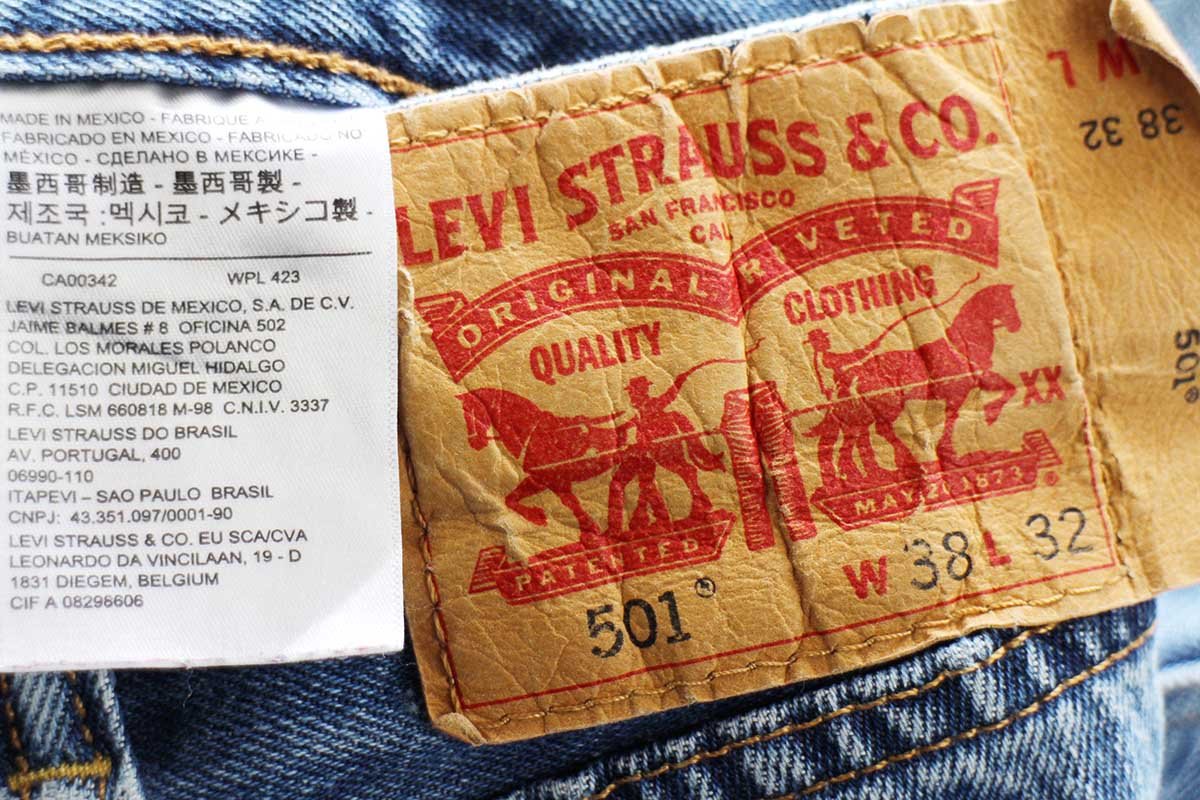 MADE IN MEXICO - FABRIQUE A
FABRICADO EN MEXICO - FABRICADO NO
MÉXICO - СДЕЛАНО В МЕКСИКЕ -
墨西哥制造 - 墨西哥製 -
제조국 :멕시코 - メキシコ製 -
BUATAN MEKSIKO
CA00342 WPL 423
LEVI STRAUSS DE MEXICO, S.A. DE C.V.
JAIME BALMES # 8 OFICINA 502
COL. LOS MORALES POLANCO
DELEGACION MIGUEL HIDALGO
C.P. 11510 CIUDAD DE MEXICO
R.F.C. LSM 660818 M-98 C.N.I.V. 3337
LEVI STRAUSS DO BRASIL
AV. PORTUGAL, 400
06990-110
ITAPEVI – SAO PAULO BRASIL
CNPJ: 43.351.097/0001-90
LEVI STRAUSS & CO. EU SCA/CVA
LEONARDO DA VINCILAAN, 19 - D
1831 DIEGEM, BELGIUM
CIF A 08298606
LEVI STRAUSS & CO.
SAN FRANCISCO
CAL
ORIGINAL RIVETED
QUALITY CLOTHING
XX
PATENTED MAY 21 1873
501® W 38 L 32
W L
38 32
501®